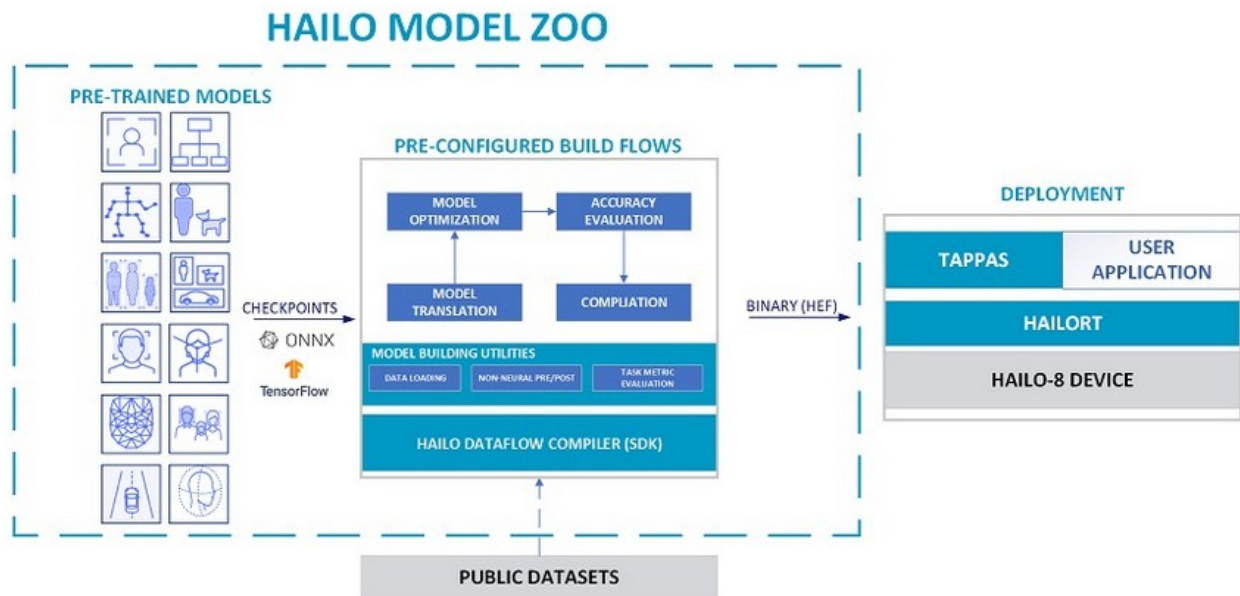 HAILO MODEL ZOO
PRE-TRAINED MODELS
CHECKPOINTS
ONNX
TensorFlow
PRE-CONFIGURED BUILD FLOWS
MODEL
OPTIMIZATION
ACCURACY
EVALUATION
MODEL
TRANSLATION
COMPLIATION
MODEL BUILDING UTILITIES
DATA LOADING
NON-NEURAL PRE/POST
TASK METRIC
EVALUATION
HAILO DATAFLOW COMPILER (SDK)
PUBLIC DATASETS
BINARY (HEF)
DEPLOYMENT
TAPPAS
USER
APPLICATION
HAILORT
HAILO-8 DEVICE